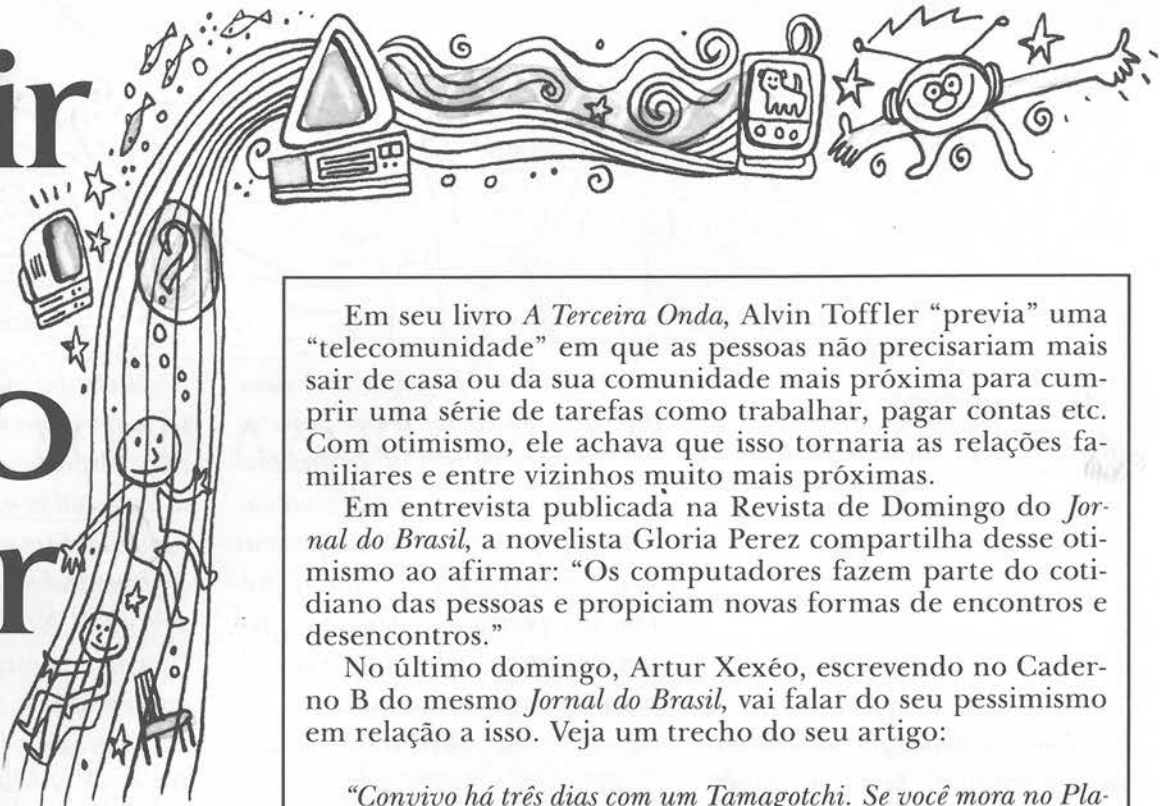 ir
o
r
?
Em seu livro A Terceira Onda, Alvin Toffler “previa” uma
“telecomunidade” em que as pessoas não precisariam mais
sair de casa ou da sua comunidade mais próxima para cum-
prir uma série de tarefas como trabalhar, pagar contas etc.
Com otimismo, ele achava que isso tornaria as relações fa-
miliares e entre vizinhos muito mais próximas.
Em entrevista publicada na Revista de Domingo do Jor-
nal do Brasil, a novelista Gloria Perez compartilha desse oti-
mismo ao afirmar: “Os computadores fazem parte do coti-
diano das pessoas e propiciam novas formas de encontros e
desencontros.”
No último domingo, Artur Xexéo, escrevendo no Cader-
no B do mesmo Jornal do Brasil, vai falar do seu pessimismo
em relação a isso. Veja um trecho do seu artigo:
“Convivo há três dias com um Tamagotchi. Se você mora no Pla-